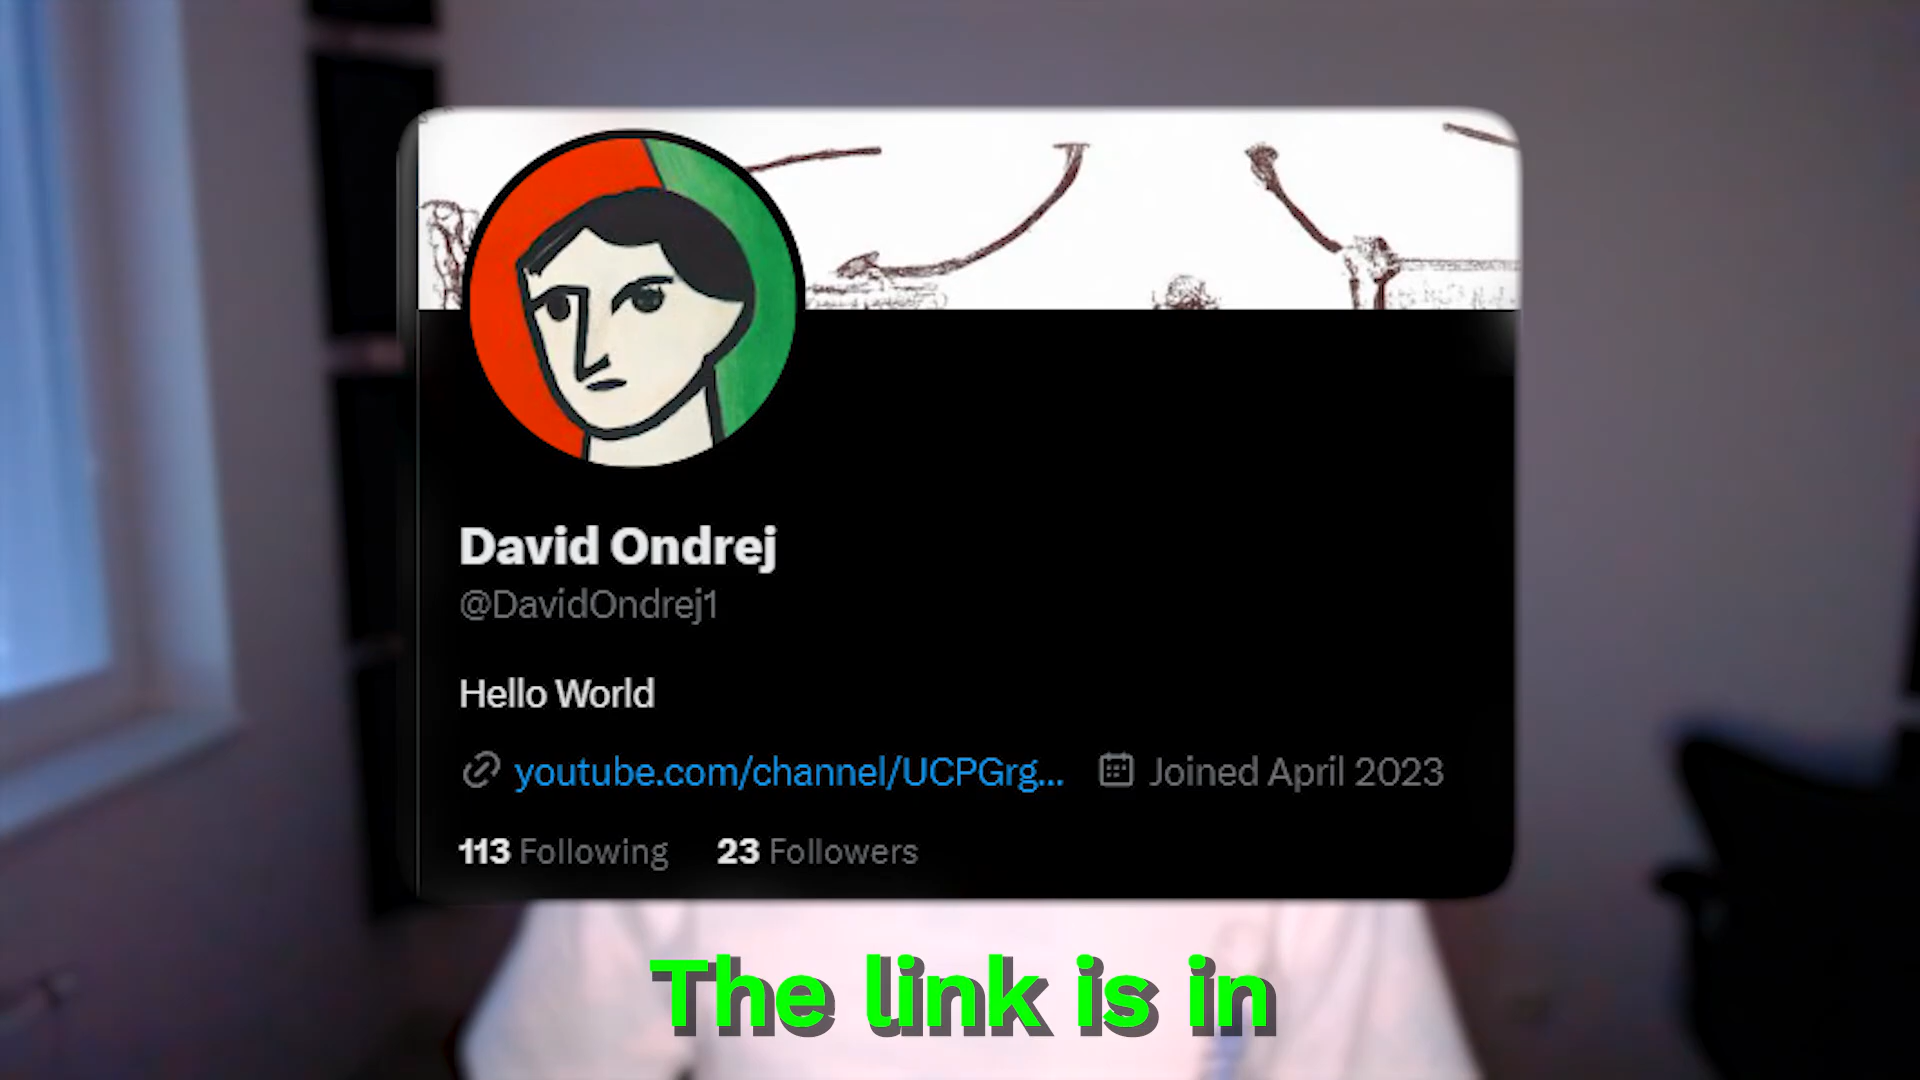 David Ondrej
@DavidOndrej1
Hello World
youtube.com/channel/UCPGrg... Joined April 2023
113 Following 23 Followers
The link is in